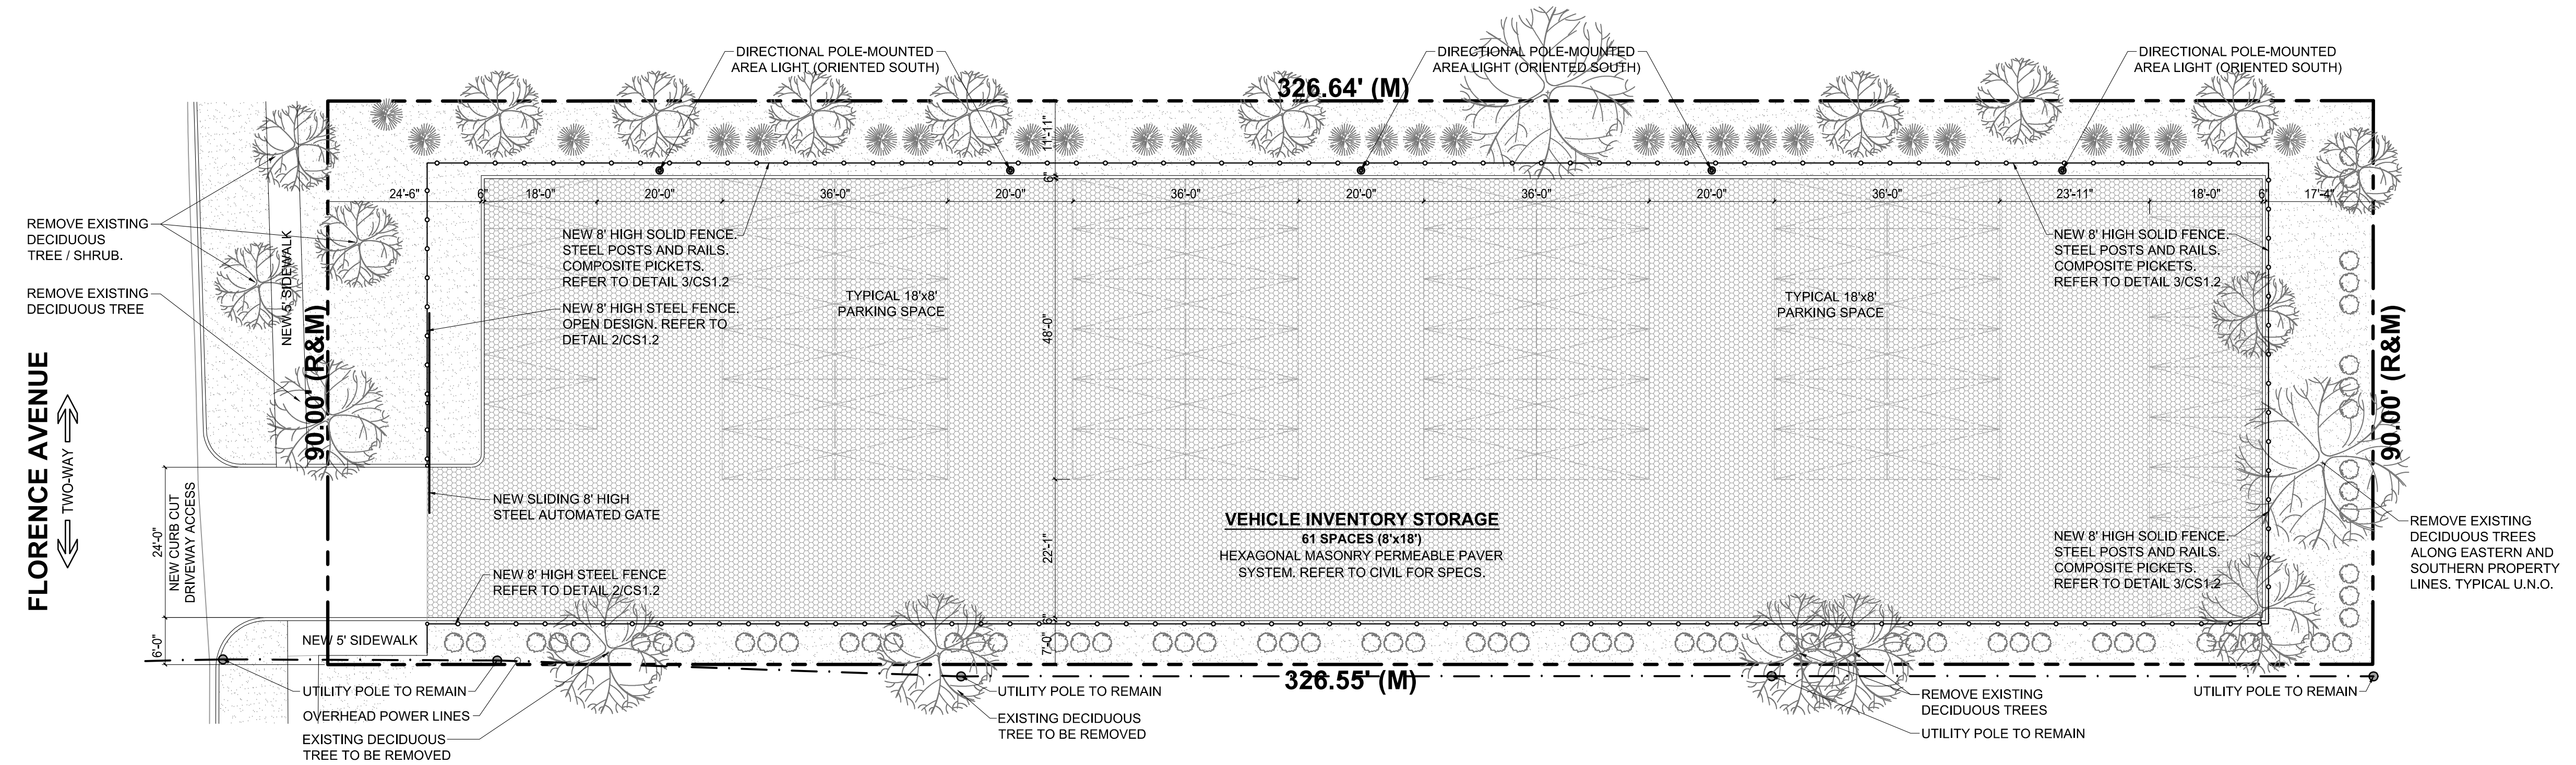 DIRECTIONAL POLE-MOUNTED
AREA LIGHT (ORIENTED SOUTH)
DIRECTIONAL POLE-MOUNTED
AREA LIGHT (ORIENTED SOUTH)
DIRECTIONAL POLE-MOUNTED
AREA LIGHT (ORIENTED SOUTH)
326.64' (M)
11'-11"
6"
24'-6"
6"
18'-0"
20'-0"
36'-0"
20'-0"
36'-0"
20'-0"
36'-0"
20'-0"
36'-0"
23'-11"
18'-0"
6"
17'-4"
REMOVE EXISTING
DECIDUOUS
TREE / SHRUB.
REMOVE EXISTING
DECIDUOUS TREE
NEW 5' SIDEWALK
90.00' (R&M)
FLORENCE AVENUE
TWO-WAY
NEW 8' HIGH SOLID FENCE.
STEEL POSTS AND RAILS.
COMPOSITE PICKETS.
REFER TO DETAIL 3/CS1.2
NEW 8' HIGH STEEL FENCE.
OPEN DESIGN. REFER TO
DETAIL 2/CS1.2
TYPICAL 18'x8'
PARKING SPACE
48'-0"
TYPICAL 18'x8'
PARKING SPACE
NEW 8' HIGH SOLID FENCE.
STEEL POSTS AND RAILS.
COMPOSITE PICKETS.
REFER TO DETAIL 3/CS1.2
90.00' (R&M)
24'-0"
NEW CURB CUT
DRIVEWAY ACCESS
NEW SLIDING 8' HIGH
STEEL AUTOMATED GATE
NEW 8' HIGH STEEL FENCE
REFER TO DETAIL 2/CS1.2
22'-1"
VEHICLE INVENTORY STORAGE
61 SPACES (8'x18')
HEXAGONAL MASONRY PERMEABLE PAVER
SYSTEM. REFER TO CIVIL FOR SPECS.
NEW 8' HIGH SOLID FENCE.
STEEL POSTS AND RAILS.
COMPOSITE PICKETS.
REFER TO DETAIL 3/CS1.2
REMOVE EXISTING
DECIDUOUS TREES
ALONG EASTERN AND
SOUTHERN PROPERTY
LINES. TYPICAL U.N.O.
6'-0"
NEW 5' SIDEWALK
6"
7'-0"
326.55' (M)
UTILITY POLE TO REMAIN
OVERHEAD POWER LINES
EXISTING DECIDUOUS
TREE TO BE REMOVED
UTILITY POLE TO REMAIN
EXISTING DECIDUOUS
TREE TO BE REMOVED
REMOVE EXISTING
DECIDUOUS TREES
UTILITY POLE TO REMAIN
UTILITY POLE TO REMAIN